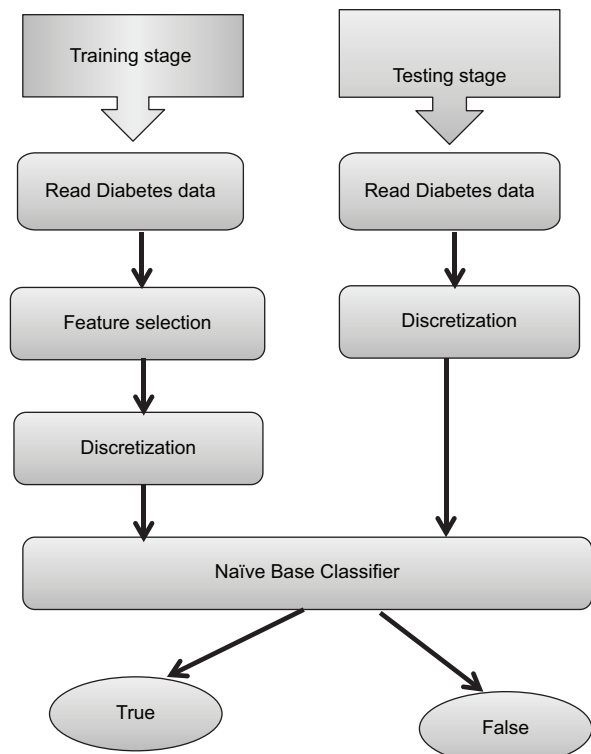 Training stage
Testing stage
Read Diabetes data
Read Diabetes data
Feature selection
Discretization
Discretization
Naïve Base Classifier
True
False